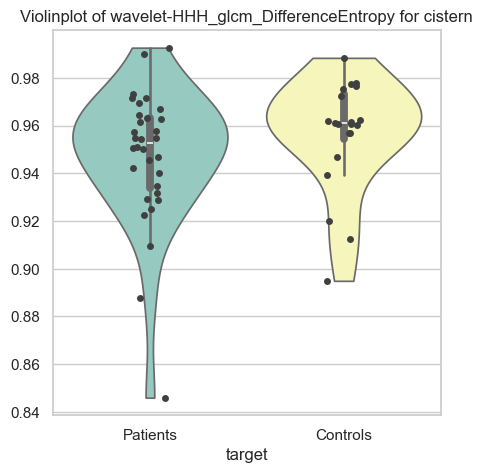 Violinplot of wavelet-HHH_glcm_DifferenceEntropy for cistern
0.98
0.96
0.94
0.92
0.90
0.88
0.86
0.84
Patients
Controls
target